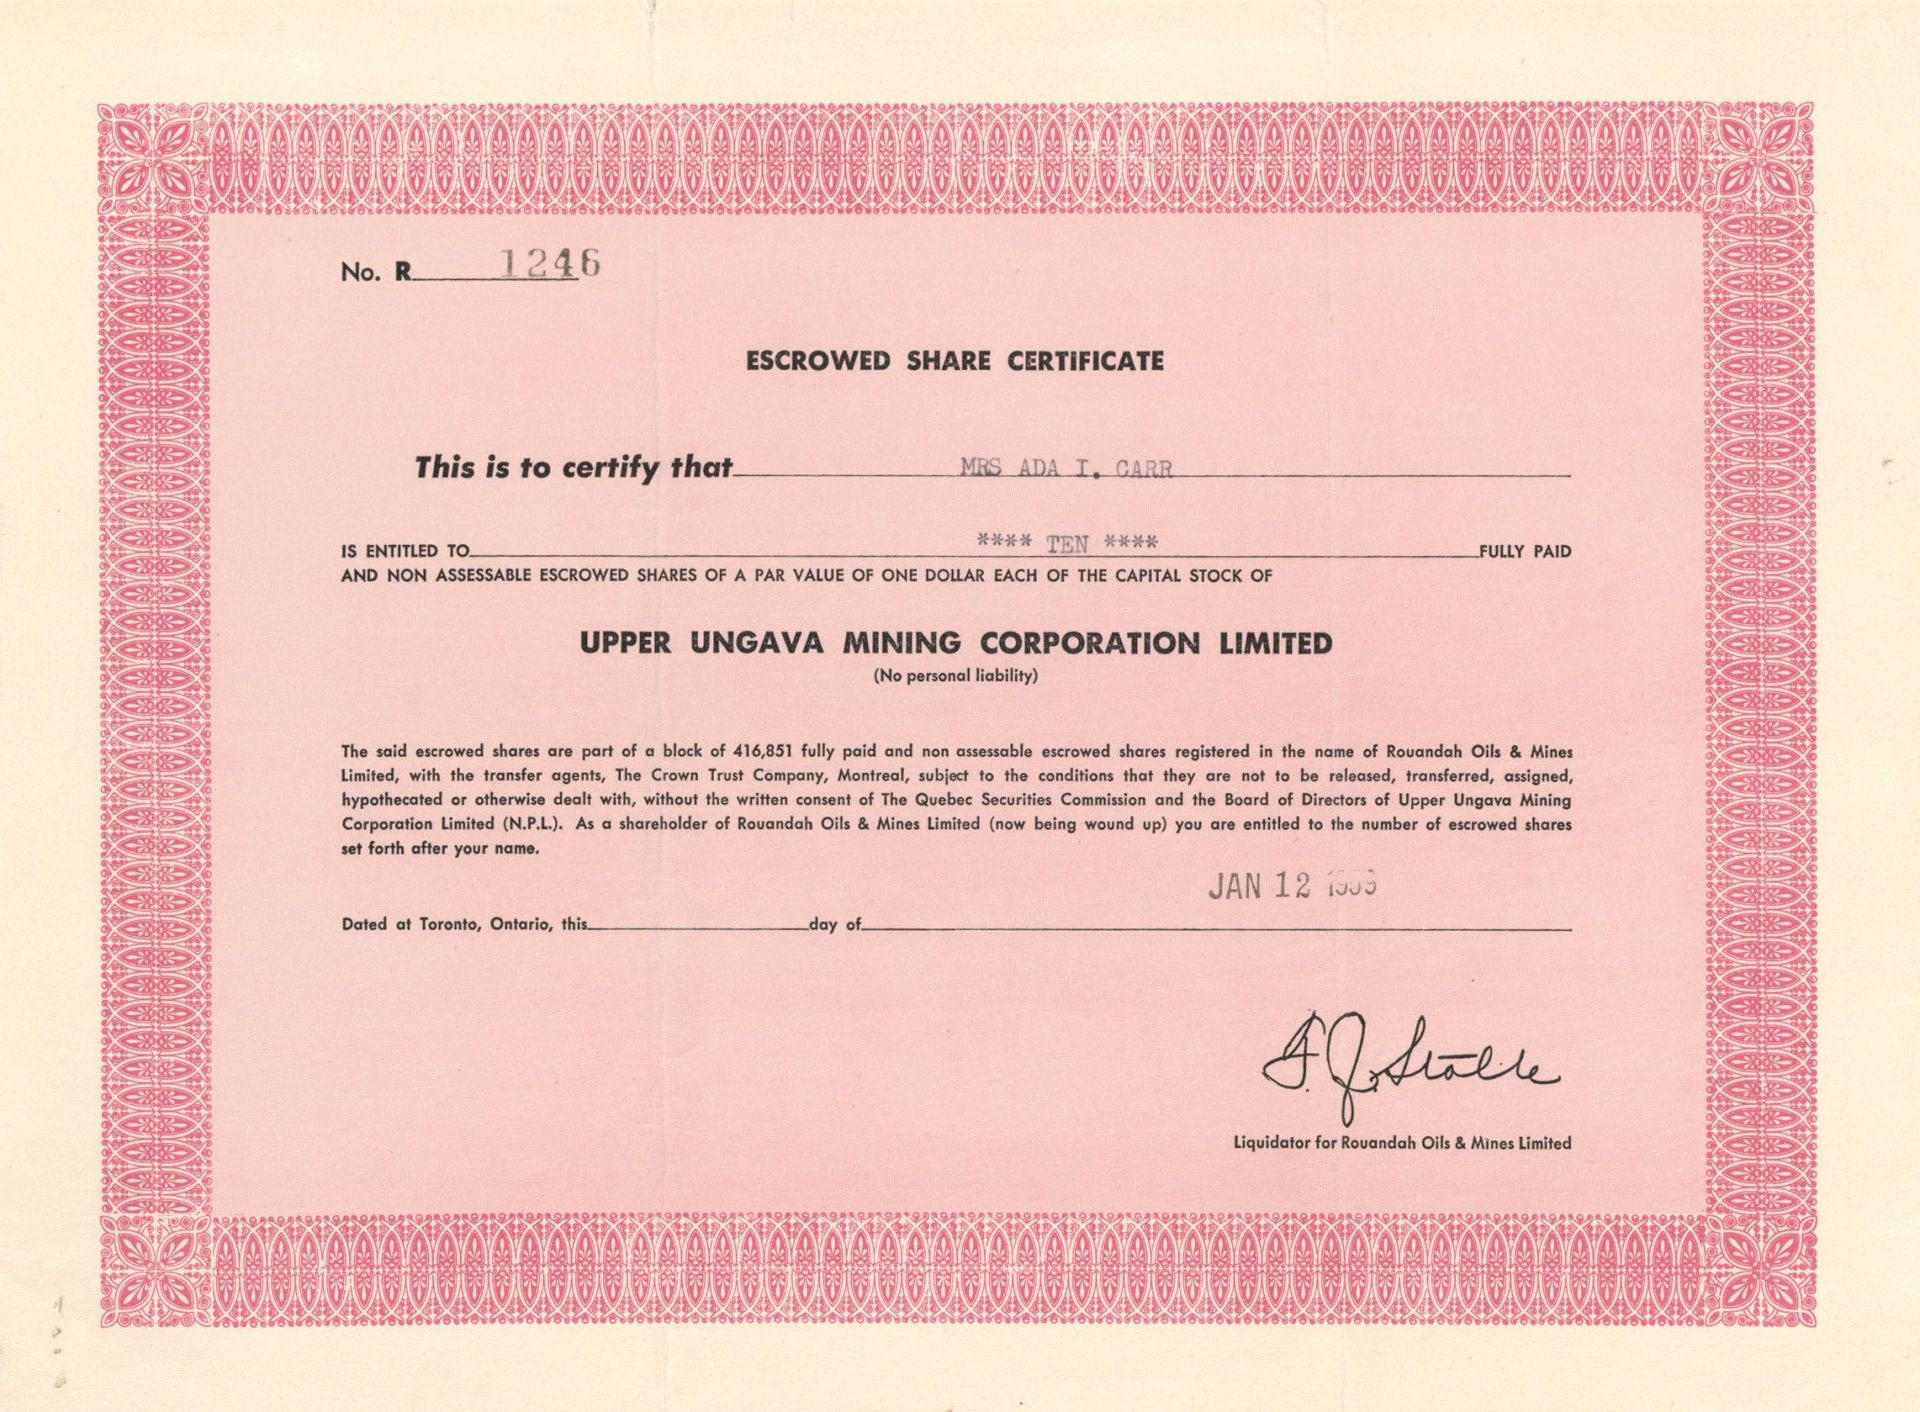 No. R 1246
ESCROWED SHARE CERTIFICATE
This is to certify that MRS ADA I. CARR
IS ENTITLED TO **** TEN **** FULLY PAID
AND NON ASSESSABLE ESCROWED SHARES OF A PAR VALUE OF ONE DOLLAR EACH OF THE CAPITAL STOCK OF
UPPER UNGAVA MINING CORPORATION LIMITED
(No personal liability)
The said escrowed shares are part of a block of 416,851 fully paid and non assessable escrowed shares registered in the name of Rouandah Oils & Mines
Limited, with the transfer agents, The Crown Trust Company, Montreal, subject to the conditions that they are not to be released, transferred, assigned,
hypothecated or otherwise dealt with, without the written consent of The Quebec Securities Commission and the Board of Directors of Upper Ungava Mining
Corporation Limited (N.P.L.). As a shareholder of Rouandah Oils & Mines Limited (now being wound up) you are entitled to the number of escrowed shares
set forth after your name.
JAN 12
Dated at Toronto, Ontario, this day of
Liquidator for Rouandah Oils & Mines Limited